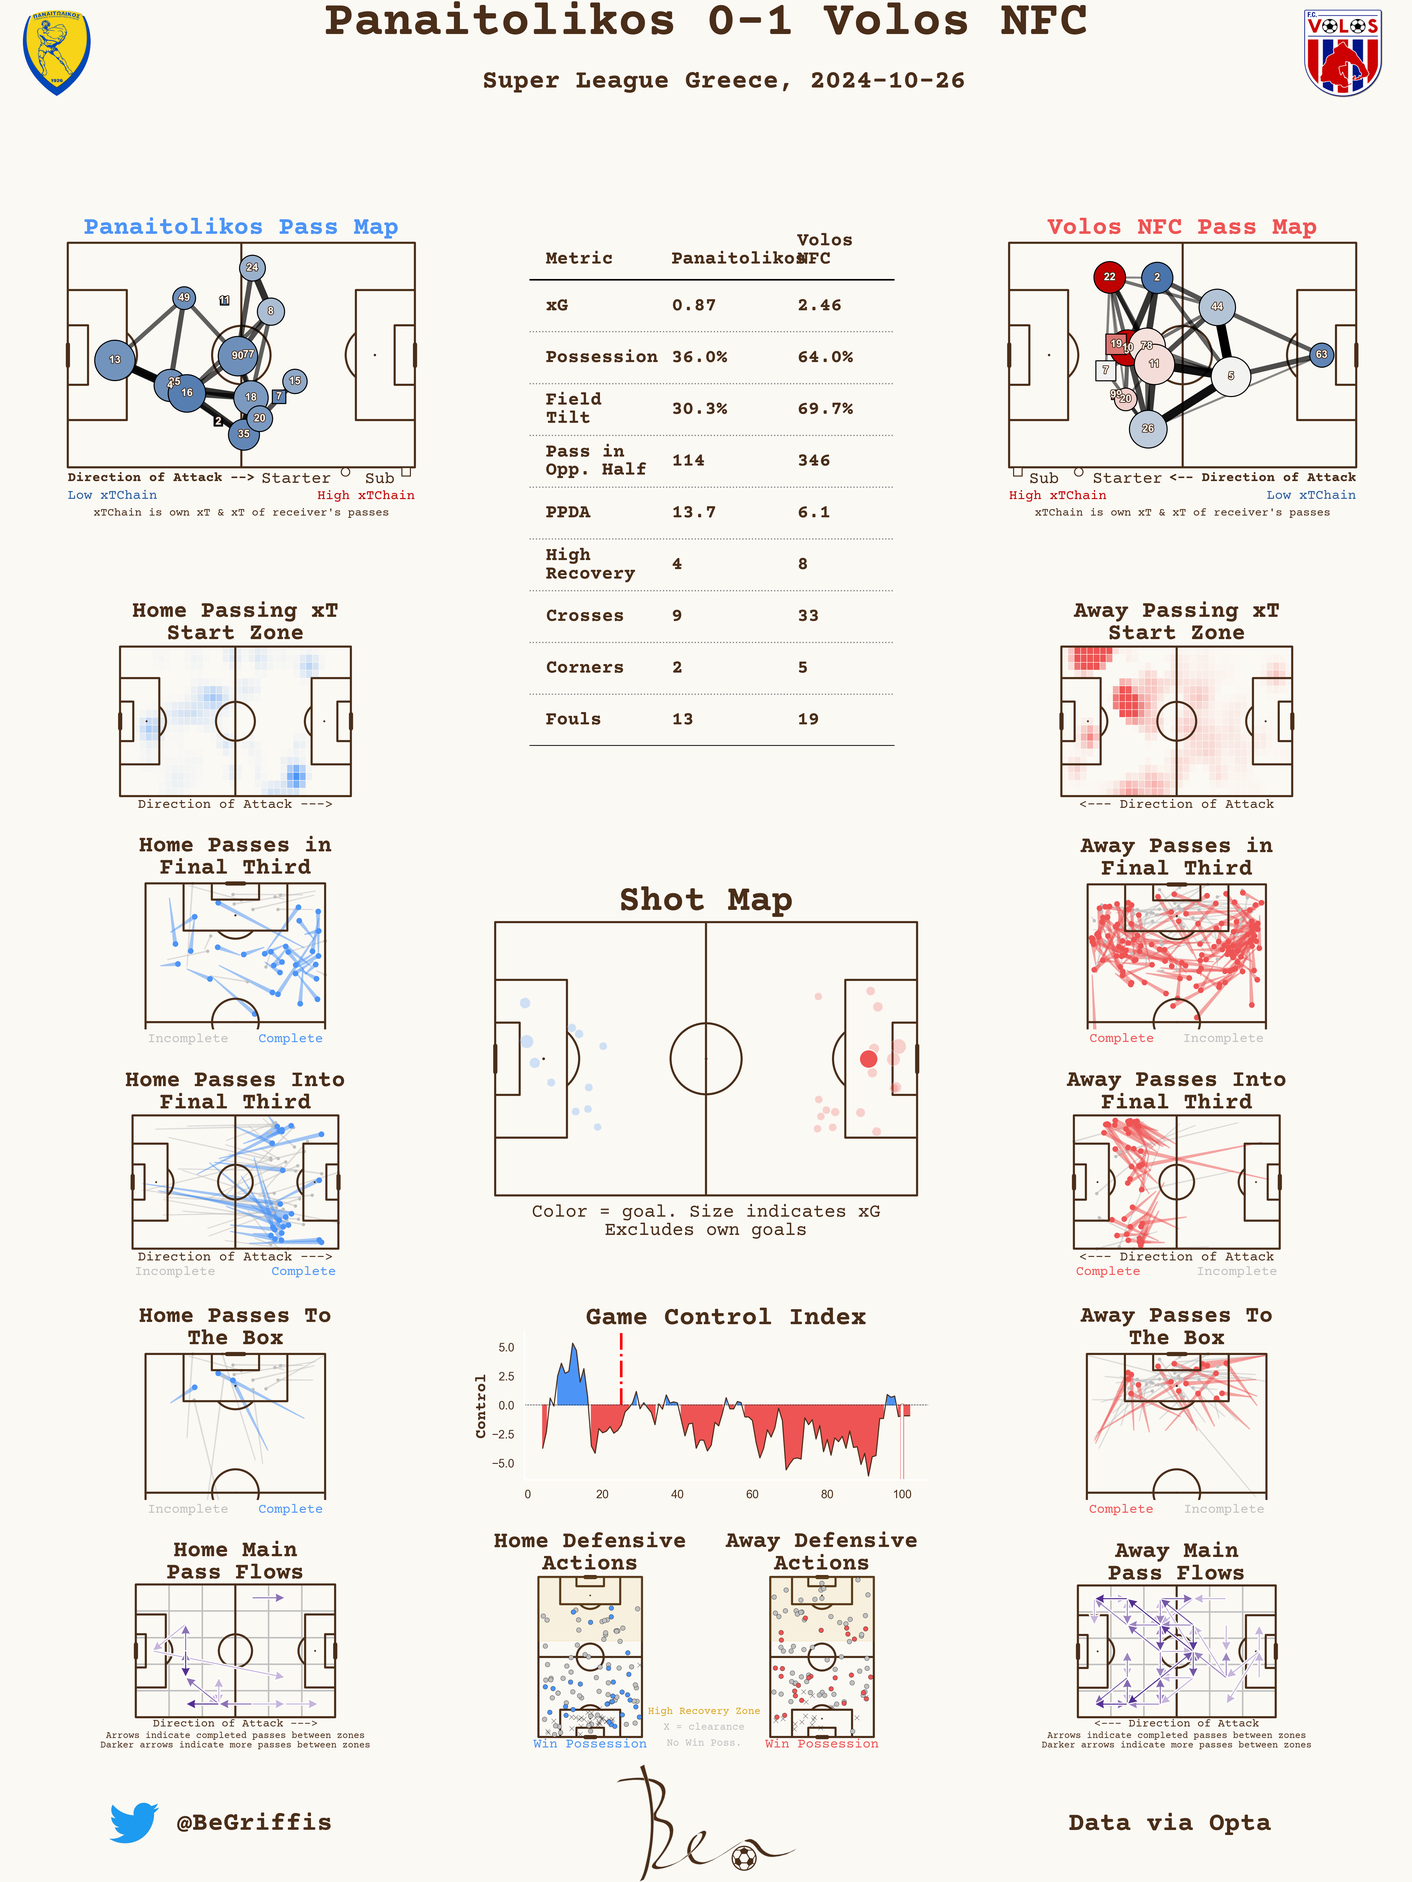 Panaitolikos 0-1 Volos NFC
Super League Greece, 2024-10-26
ΠΑΝΑΙΤΩΛΙΚΟΣ
1926
F.C.
VOLOS
Panaitolikos Pass Map
24
11
49
8
13
90
77
25
4
16
15
18
7
20
2
35
Direction of Attack --> Starter Sub
Low xTChain High xTChain
xTChain is own xT & xT of receiver's passes
Metric Panaitolikos Volos NFC
xG 0.87 2.46
Possession 36.0% 64.0%
Field Tilt 30.3% 69.7%
Pass in Opp. Half 114 346
PPDA 13.7 6.1
High Recovery 4 8
Crosses 9 33
Corners 2 5
Fouls 13 19
Volos NFC Pass Map
22
2
44
19
10
78
63
11
7
5
99
20
26
Sub Starter <-- Direction of Attack
High xTChain Low xTChain
xTChain is own xT & xT of receiver's passes
Home Passing xT
Start Zone
Direction of Attack --->
Away Passing xT
Start Zone
<--- Direction of Attack
Home Passes in
Final Third
Incomplete Complete
Away Passes in
Final Third
Complete Incomplete
Shot Map
Color = goal. Size indicates xG
Excludes own goals
Home Passes Into
Final Third
Direction of Attack --->
Incomplete Complete
Away Passes Into
Final Third
<--- Direction of Attack
Complete Incomplete
Home Passes To
The Box
Incomplete Complete
Game Control Index
Control
5.0
2.5
0.0
−2.5
−5.0
0 20 40 60 80 100
Away Passes To
The Box
Complete Incomplete
Home Main
Pass Flows
Direction of Attack --->
Arrows indicate completed passes between zones
Darker arrows indicate more passes between zones
Home Defensive
Actions
Win Possession
High Recovery Zone
X = clearance
No Win Poss.
Away Defensive
Actions
Win Possession
Away Main
Pass Flows
<--- Direction of Attack
Arrows indicate completed passes between zones
Darker arrows indicate more passes between zones
@BeGriffis
Ben
Data via Opta